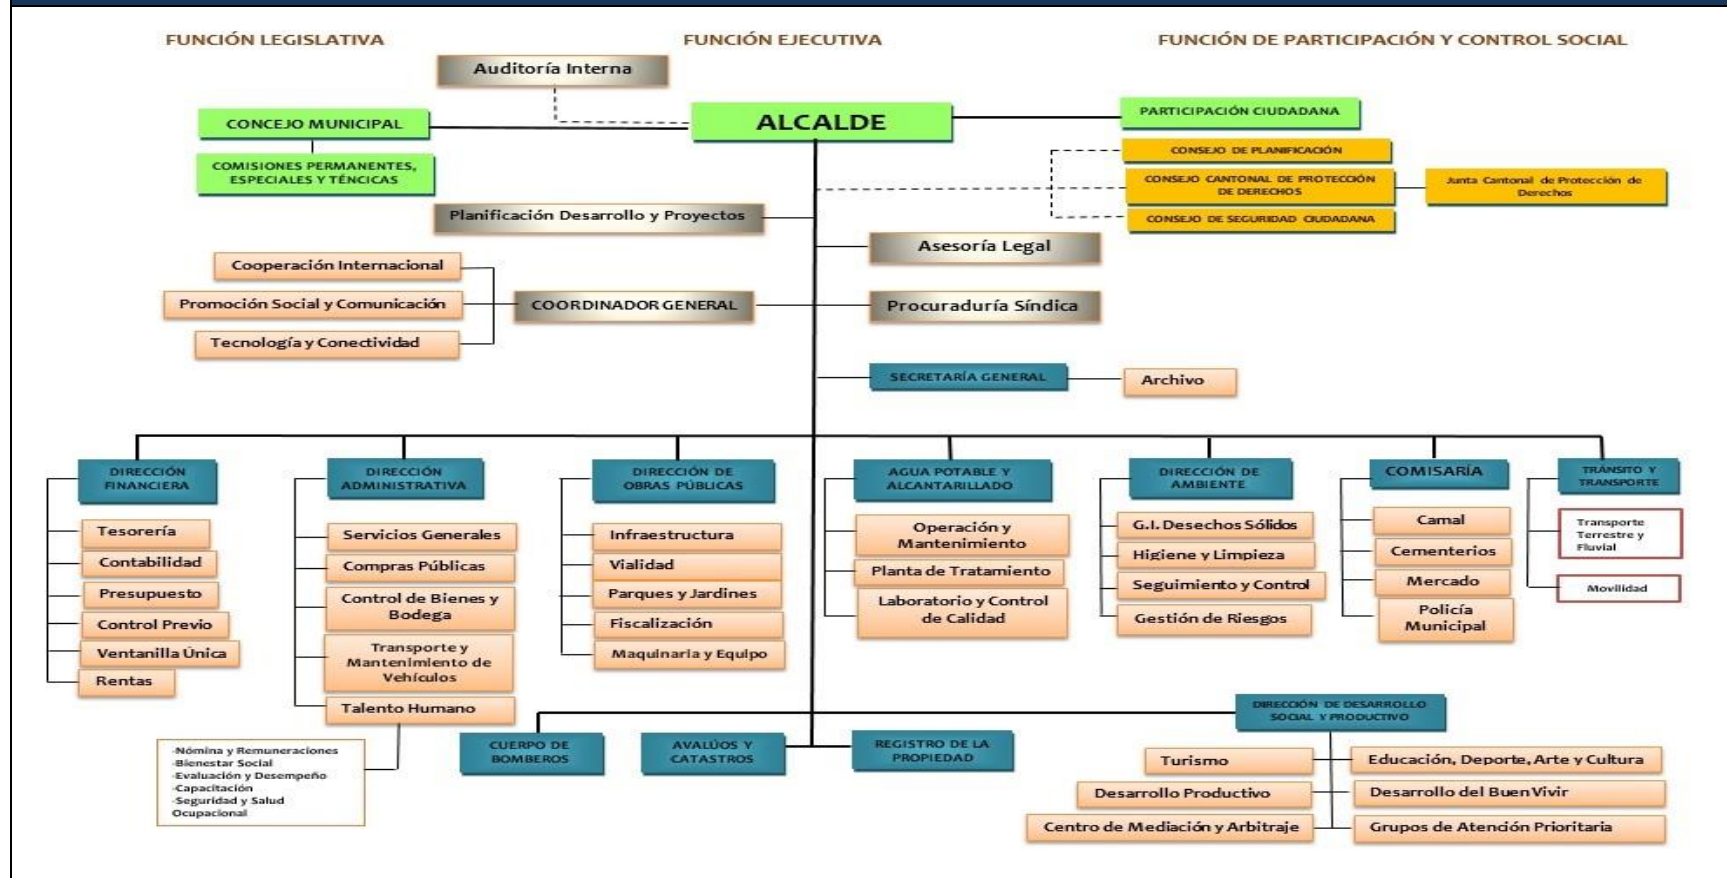 FUNCIÓN LEGISLATIVA
FUNCIÓN EJECUTIVA
FUNCIÓN DE PARTICIPACIÓN Y CONTROL SOCIAL
Auditoría Interna
CONCEJO MUNICIPAL
ALCALDE
PARTICIPACIÓN CIUDADANA
COMISIONES PERMANENTES,
ESPECIALES Y TÉNCICAS
CONSEJO DE PLANIFICACIÓN
CONSEJO CANTONAL DE PROTECCIÓN
DE DERECHOS
Junta Cantonal de Protección de
Derechos
CONSEJO DE SEGURIDAD CIUDADANA
Planificación Desarrollo y Proyectos
Asesoría Legal
Cooperación Internacional
Promoción Social y Comunicación
Tecnología y Conectividad
COORDINADOR GENERAL
Procuraduría Síndica
SECRETARÍA GENERAL
Archivo
DIRECCIÓN
FINANCIERA
Tesorería
Contabilidad
Presupuesto
Control Previo
Ventanilla Única
Rentas
DIRECCIÓN
ADMINISTRATIVA
Servicios Generales
Compras Públicas
Control de Bienes y
Bodega
Transporte y
Mantenimiento de
Vehículos
Talento Humano
-Nómina y Remuneraciones
-Bienestar Social
-Evaluación y Desempeño
-Capacitación
-Seguridad y Salud
Ocupacional
DIRECCIÓN DE
OBRAS PÚBLICAS
Infraestructura
Vialidad
Parques y Jardines
Fiscalización
Maquinaria y Equipo
AGUA POTABLE Y
ALCANTARILLADO
Operación y
Mantenimiento
Planta de Tratamiento
Laboratorio y Control
de Calidad
DIRECCIÓN DE
AMBIENTE
G.I. Desechos Sólidos
Higiene y Limpieza
Seguimiento y Control
Gestión de Riesgos
COMISARÍA
Camal
Cementerios
Mercado
Policía
Municipal
TRÁNSITO Y
TRANSPORTE
Transporte
Terrestre y
Fluvial
Movilidad
CUERPO DE
BOMBEROS
AVALÚOS Y
CATASTROS
REGISTRO DE LA
PROPIEDAD
DIRECCIÓN DE DESARROLLO
SOCIAL Y PRODUCTIVO
Turismo
Desarrollo Productivo
Centro de Mediación y Arbitraje
Educación, Deporte, Arte y Cultura
Desarrollo del Buen Vivir
Grupos de Atención Prioritaria